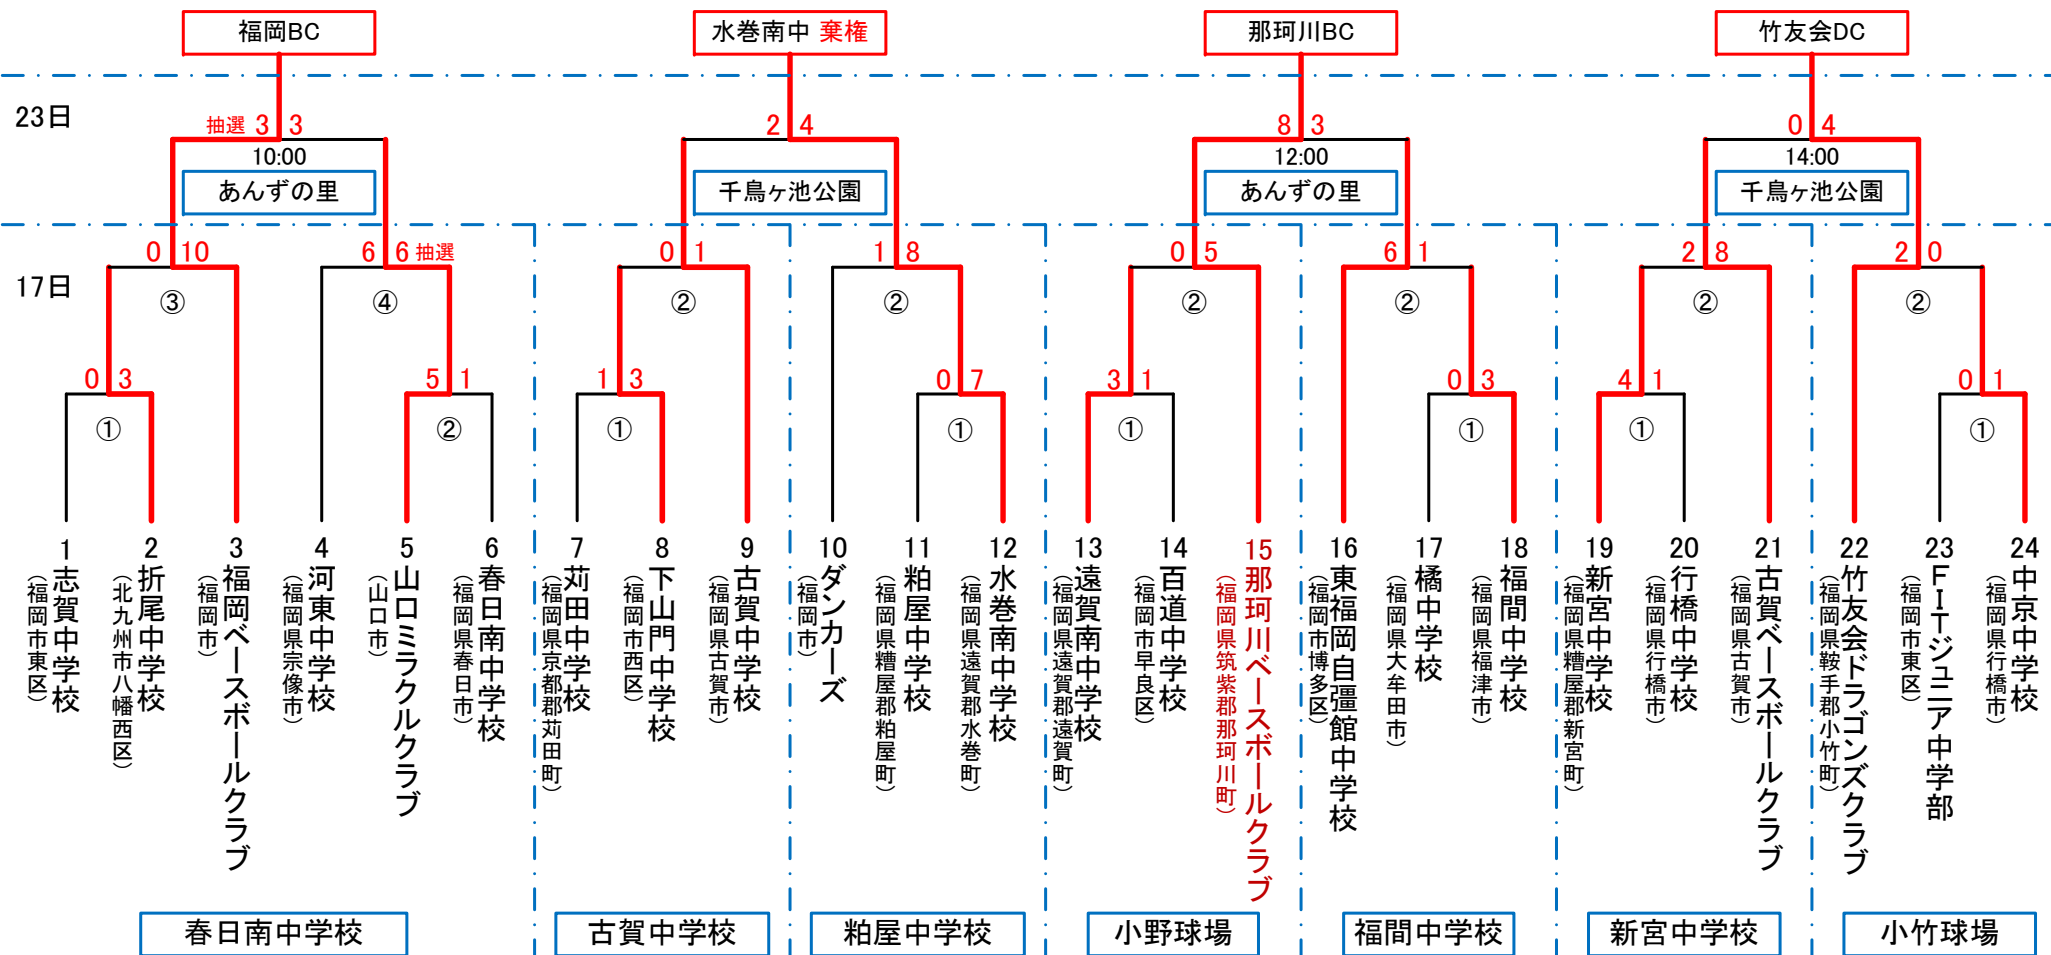 福岡BC
水巻南中 棄権
那珂川BC
竹友会DC
23日
抽選 3 3
2 4
8 3
0 4
10:00
12:00
14:00
あんずの里
千鳥ヶ池公園
あんずの里
千鳥ヶ池公園
17日
0 10
6 6 抽選
0 1
1 8
0 5
6 1
2 8
2 0
③
④
②
②
②
②
②
②
0 3
5 1
1 3
0 7
3 1
0 3
4 1
0 1
①
②
①
①
①
①
①
①
1 志賀中学校
（福岡市東区）
2 折尾中学校
（北九州市八幡西区）
3 福岡ベースボールクラブ
（福岡市）
4 河東中学校
（福岡県宗像市）
5 山口ミラクルクラブ
（山口市）
6 春日南中学校
（福岡県春日市）
7 苅田中学校
（福岡県京都郡苅田町）
8 下山門中学校
（福岡市西区）
9 古賀中学校
（福岡県古賀市）
10 ダンカーズ
（福岡市）
11 粕屋中学校
（福岡県糟屋郡粕屋町）
12 水巻南中学校
（福岡県遠賀郡水巻町）
13 遠賀南中学校
（福岡県遠賀郡遠賀町）
14 百道中学校
（福岡市早良区）
15 那珂川ベースボールクラブ
（福岡県筑紫郡那珂川町）
16 東福岡自彊館中学校
（福岡市博多区）
17 橘中学校
（福岡県大牟田市）
18 福間中学校
（福岡県福津市）
19 新宮中学校
（福岡県糟屋郡新宮町）
20 行橋中学校
（福岡県行橋市）
21 古賀ベースボールクラブ
（福岡県古賀市）
22 竹友会ドラゴンズクラブ
（福岡県鞍手郡小竹町）
23 FITジュニア中学部
（福岡市東区）
24 中京中学校
（福岡県行橋市）
春日南中学校
古賀中学校
粕屋中学校
小野球場
福間中学校
新宮中学校
小竹球場